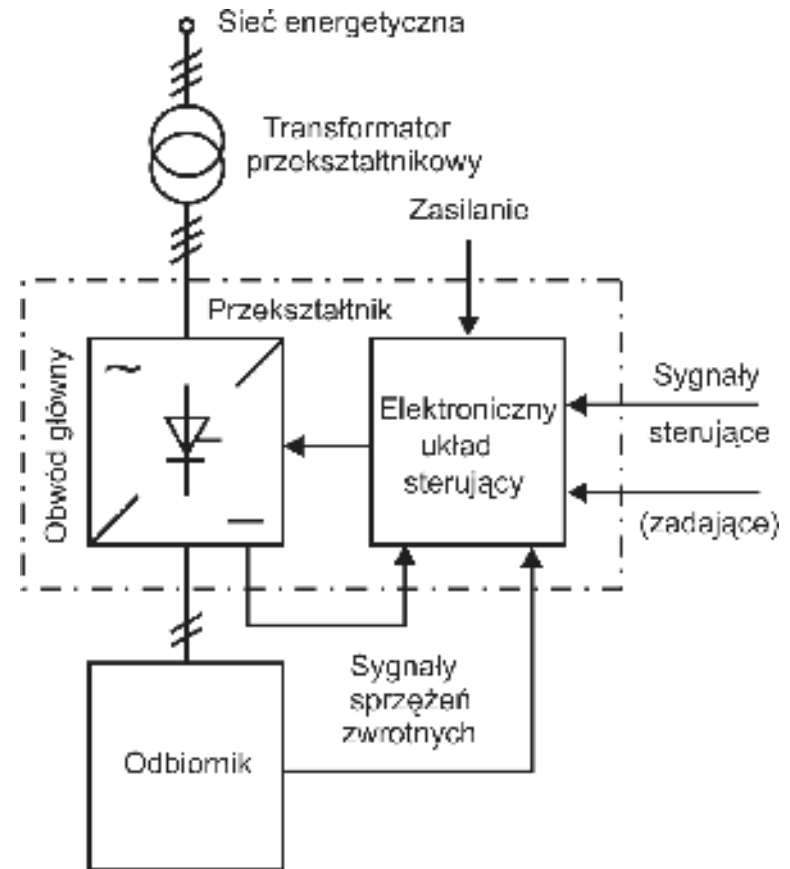 Sieć energetyczna
Transformator
przekształtnikowy
Zasilanie
Przekształtnik
Obwód główny
~
Elektroniczny
układ
sterujący
Sygnały
sterujące
(zadające)
Sygnały
sprzężeń
zwrotnych
Odbiornik